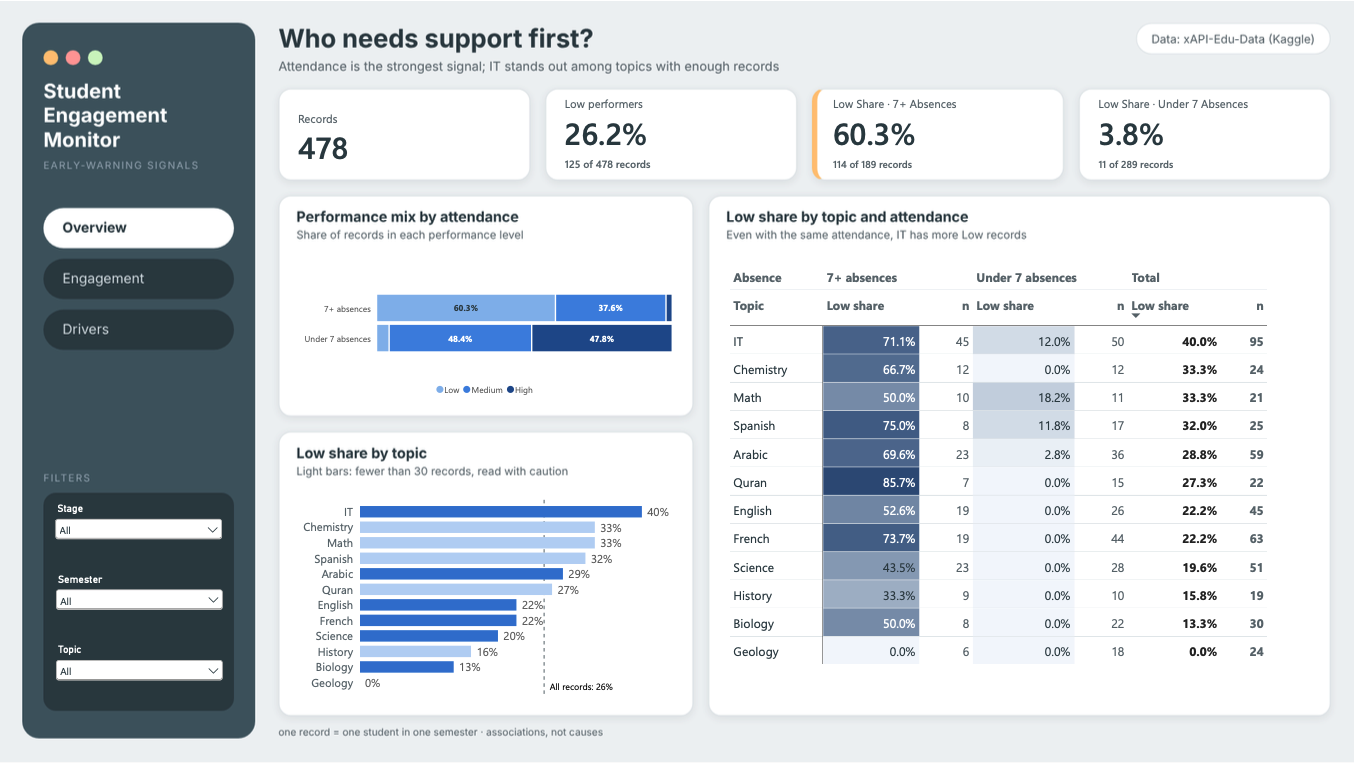 Student
Engagement
Monitor
EARLY-WARNING SIGNALS
Overview
Engagement
Drivers
FILTERS
Stage
All
Semester
All
Topic
All
Who needs support first?
Attendance is the strongest signal; IT stands out among topics with enough records
Data: xAPI-Edu-Data (Kaggle)
Records
478
Low performers
26.2%
125 of 478 records
Low Share · 7+ Absences
60.3%
114 of 189 records
Low Share · Under 7 Absences
3.8%
11 of 289 records
Performance mix by attendance
Share of records in each performance level
7+ absences 60.3% 37.6%
Under 7 absences 48.4% 47.8%
Low Medium High
Low share by topic
Light bars: fewer than 30 records, read with caution
IT 40%
Chemistry 33%
Math 33%
Spanish 32%
Arabic 29%
Quran 27%
English 22%
French 22%
Science 20%
History 16%
Biology 13%
Geology 0%
All records: 26%
Low share by topic and attendance
Even with the same attendance, IT has more Low records
Absence 7+ absences Under 7 absences Total
Topic Low share n Low share n Low share n
IT 71.1% 45 12.0% 50 40.0% 95
Chemistry 66.7% 12 0.0% 12 33.3% 24
Math 50.0% 10 18.2% 11 33.3% 21
Spanish 75.0% 8 11.8% 17 32.0% 25
Arabic 69.6% 23 2.8% 36 28.8% 59
Quran 85.7% 7 0.0% 15 27.3% 22
English 52.6% 19 0.0% 26 22.2% 45
French 73.7% 19 0.0% 44 22.2% 63
Science 43.5% 23 0.0% 28 19.6% 51
History 33.3% 9 0.0% 10 15.8% 19
Biology 50.0% 8 0.0% 22 13.3% 30
Geology 0.0% 6 0.0% 18 0.0% 24
one record = one student in one semester · associations, not causes